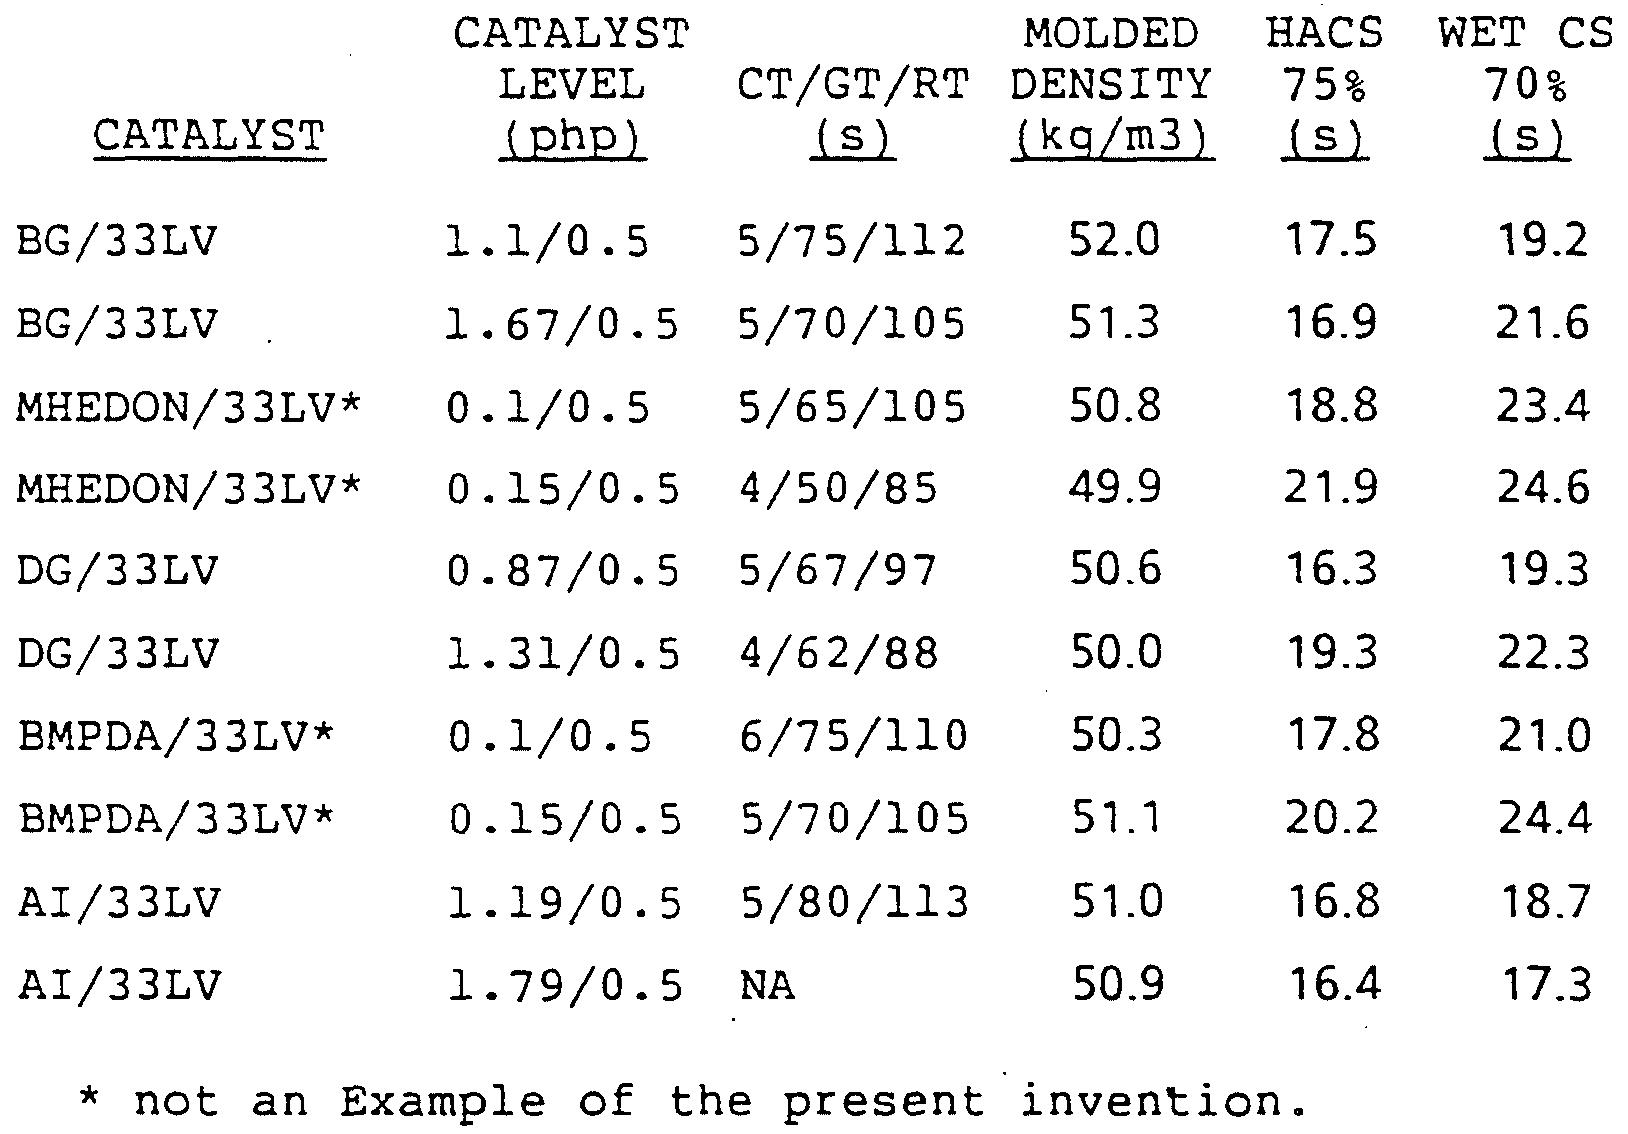 CATALYST MOLDED HACS WET CS
LEVEL CT/GT/RT DENSITY 75% 70%
CATALYST (php) (s) (kg/m3) (s) (s)
BG/33LV 1.1/0.5 5/75/112 52.0 17.5 19.2
BG/33LV 1.67/0.5 5/70/105 51.3 16.9 21.6
MHEDON/33LV* 0.1/0.5 5/65/105 50.8 18.8 23.4
MHEDON/33LV* 0.15/0.5 4/50/85 49.9 21.9 24.6
DG/33LV 0.87/0.5 5/67/97 50.6 16.3 19.3
DG/33LV 1.31/0.5 4/62/88 50.0 19.3 22.3
BMPDA/33LV* 0.1/0.5 6/75/110 50.3 17.8 21.0
BMPDA/33LV* 0.15/0.5 5/70/105 51.1 20.2 24.4
AI/33LV 1.19/0.5 5/80/113 51.0 16.8 18.7
AI/33LV 1.79/0.5 NA 50.9 16.4 17.3
* not an Example of the present invention.